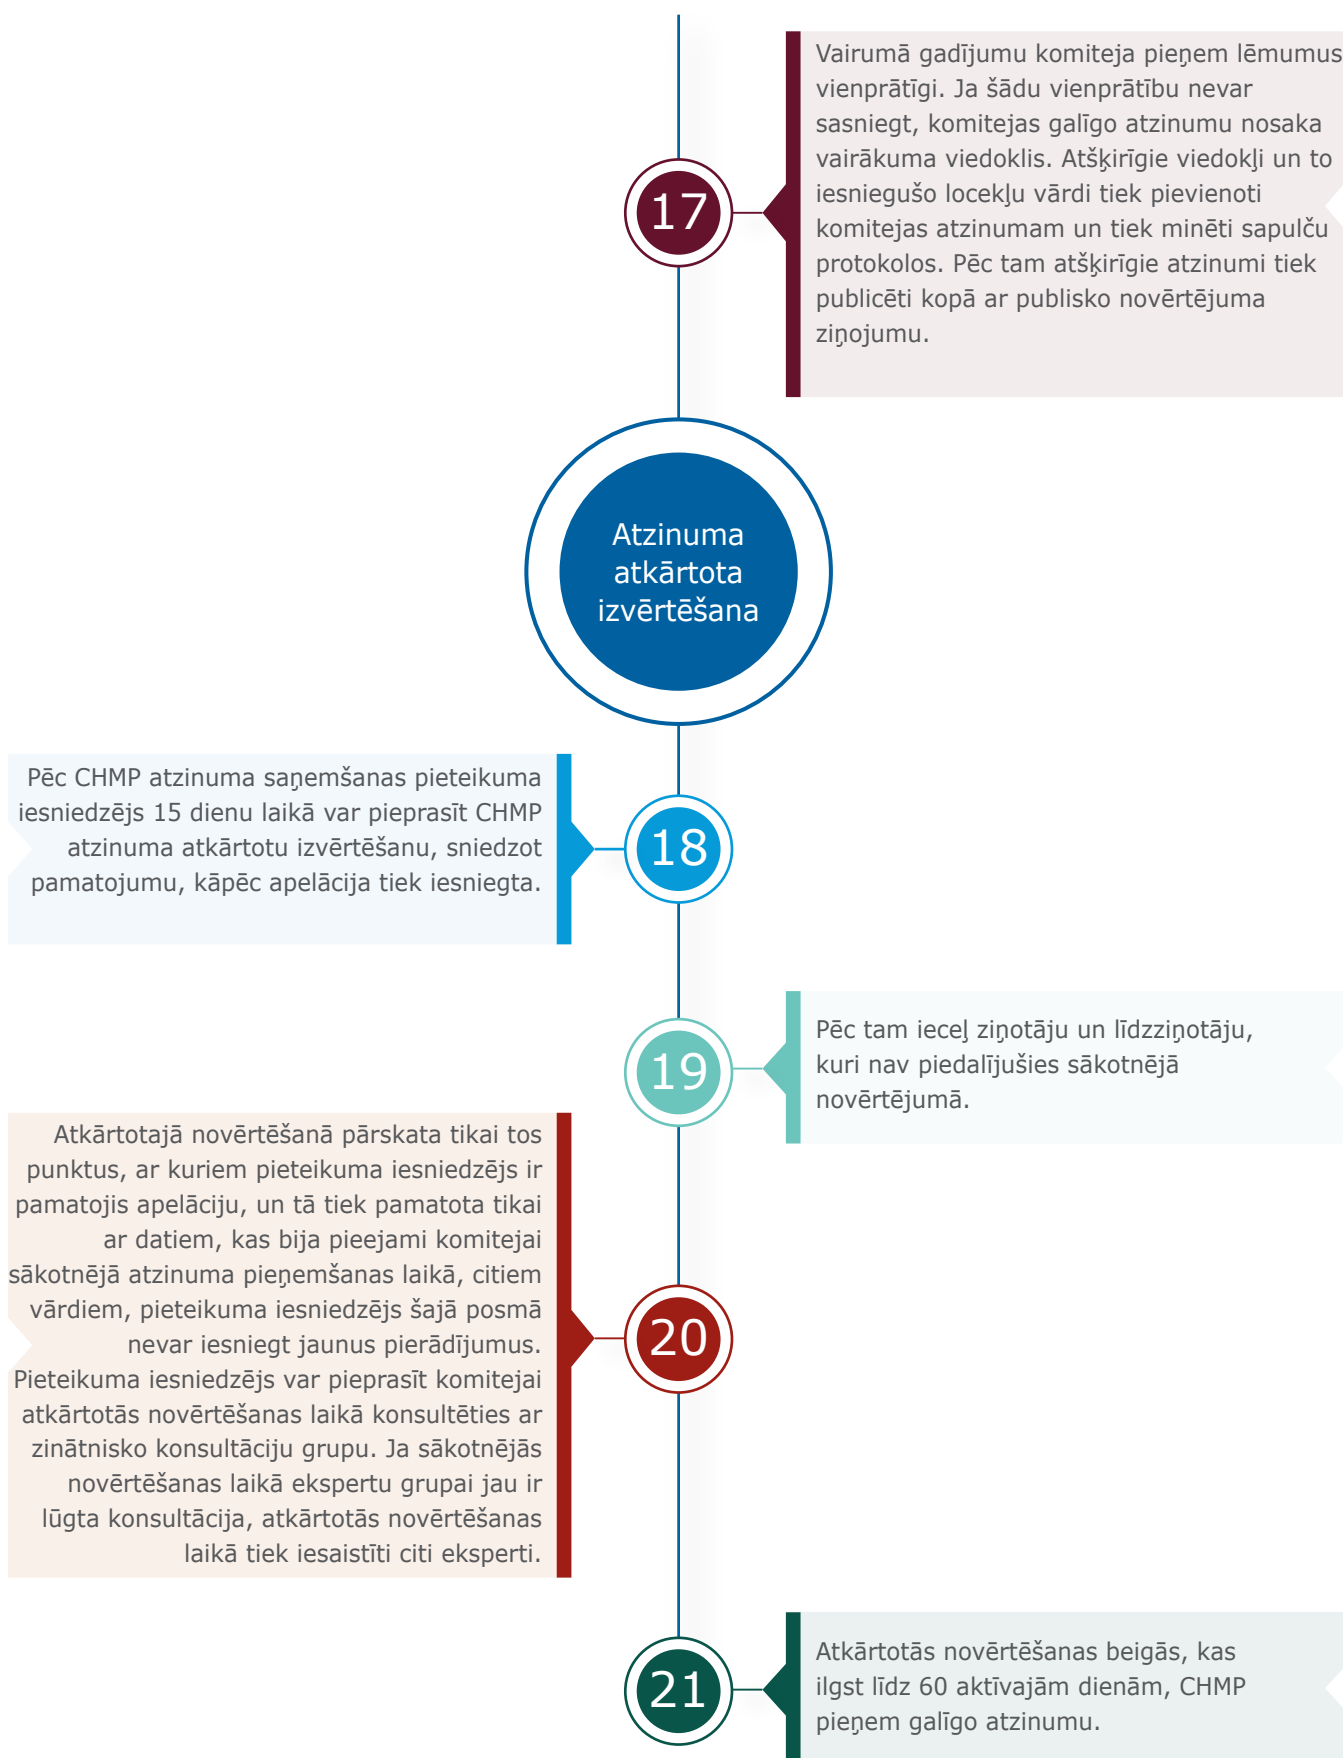 17
Vairumā gadījumu komiteja pieņem lēmumus
vienprātīgi. Ja šādu vienprātību nevar
sasniegt, komitejas galīgo atzinumu nosaka
vairākuma viedoklis. Atšķirīgie viedokļi un to
iesniegušo locekļu vārdi tiek pievienoti
komitejas atzinumam un tiek minēti sapulču
protokolos. Pēc tam atšķirīgie atzinumi tiek
publicēti kopā ar publisko novērtējuma
ziņojumu.
Atzinuma
atkārtota
izvērtēšana
18
Pēc CHMP atzinuma saņemšanas pieteikuma
iesniedzējs 15 dienu laikā var pieprasīt CHMP
atzinuma atkārtotu izvērtēšanu, sniedzot
pamatojumu, kāpēc apelācija tiek iesniegta.
19
Pēc tam ieceļ ziņotāju un līdzziņotāju,
kuri nav piedalījušies sākotnējā
novērtējumā.
20
Atkārtotajā novērtēšanā pārskata tikai tos
punktus, ar kuriem pieteikuma iesniedzējs ir
pamatojis apelāciju, un tā tiek pamatota tikai
ar datiem, kas bija pieejami komitejai
sākotnējā atzinuma pieņemšanas laikā, citiem
vārdiem, pieteikuma iesniedzējs šajā posmā
nevar iesniegt jaunus pierādījumus.
Pieteikuma iesniedzējs var pieprasīt komitejai
atkārtotās novērtēšanas laikā konsultēties ar
zinātnisko konsultāciju grupu. Ja sākotnējās
novērtēšanas laikā ekspertu grupai jau ir
lūgta konsultācija, atkārtotās novērtēšanas
laikā tiek iesaistīti citi eksperti.
21
Atkārtotās novērtēšanas beigās, kas
ilgst līdz 60 aktīvajām dienām, CHMP
pieņem galīgo atzinumu.